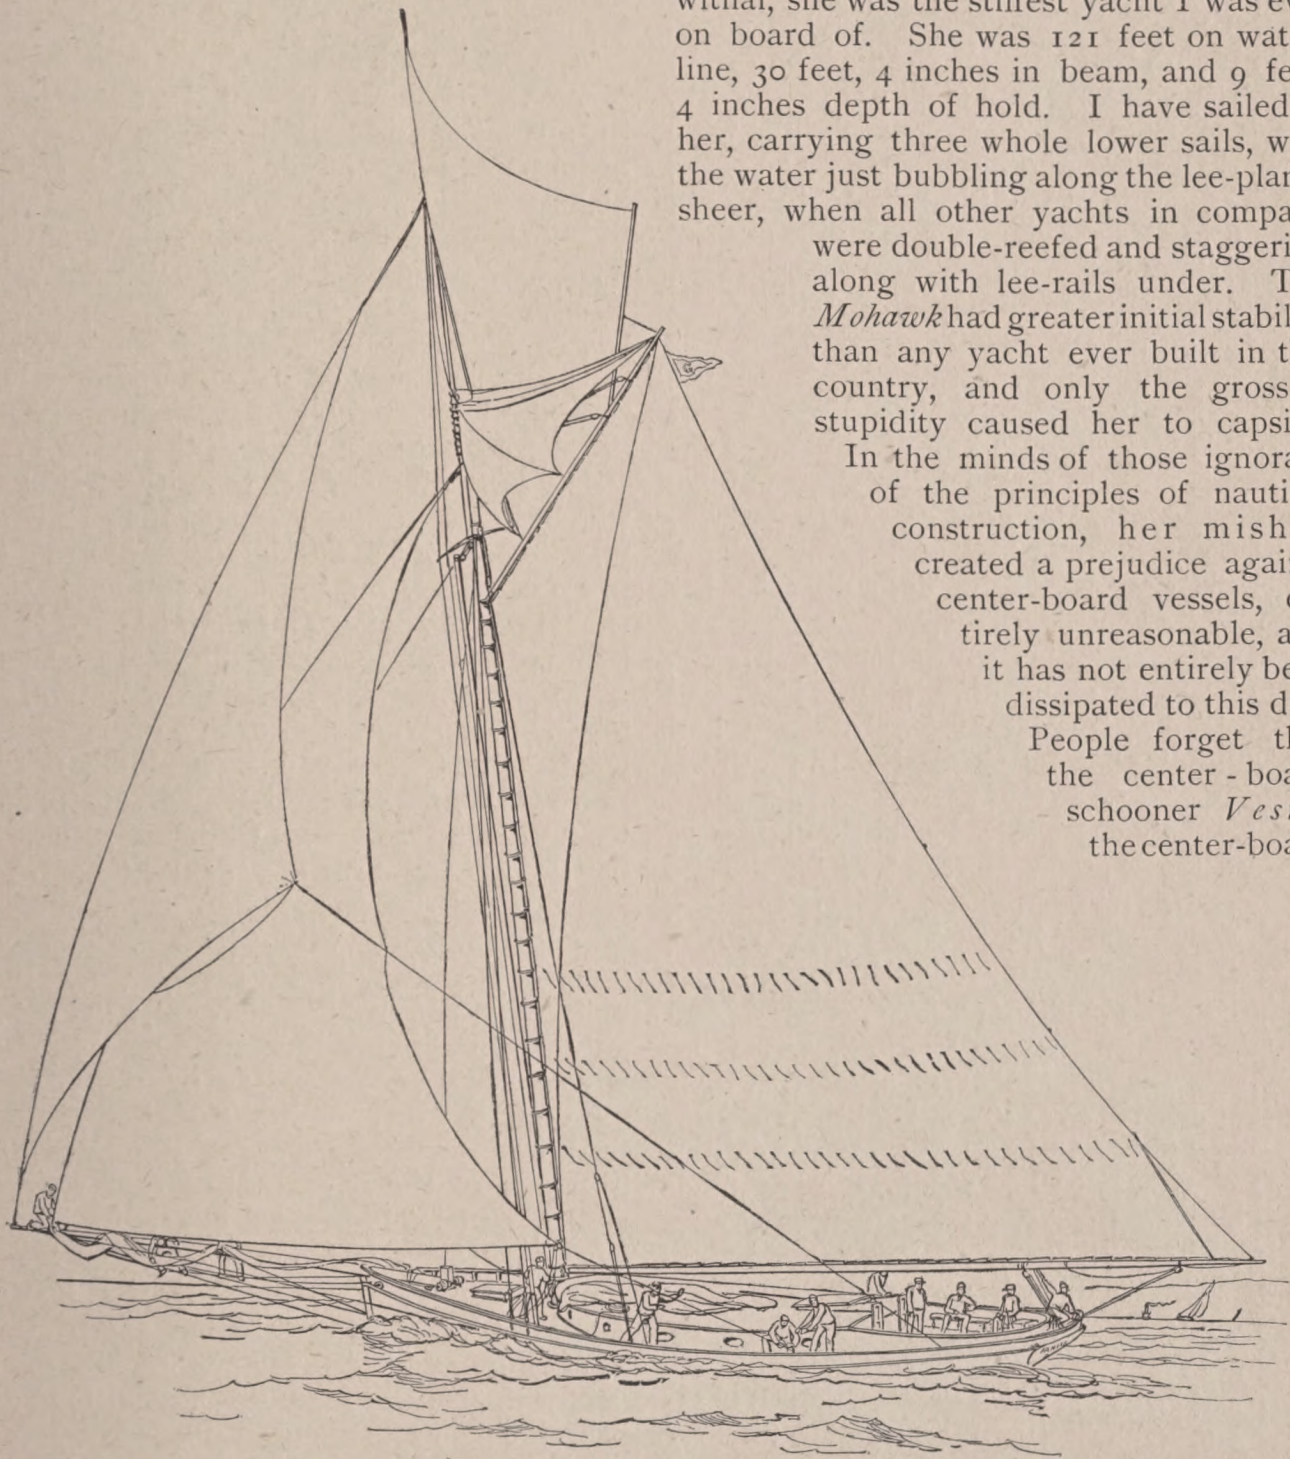 withal, she was the stiffest yacht I was ev
on board of. She was 121 feet on wat
line, 30 feet, 4 inches in beam, and 9 fe
4 inches depth of hold. I have sailed
her, carrying three whole lower sails, w
the water just bubbling along the lee-plan
sheer, when all other yachts in compa
were double-reefed and staggeri
along with lee-rails under. T
Mohawk had greater initial stabil
than any yacht ever built in t
country, and only the gross
stupidity caused her to capsi
In the minds of those ignora
of the principles of nauti
construction, her mish
created a prejudice agai
center-board vessels, e
tirely unreasonable, a
it has not entirely be
dissipated to this d
People forget th
the center-boa
schooner Ves
the center-boa